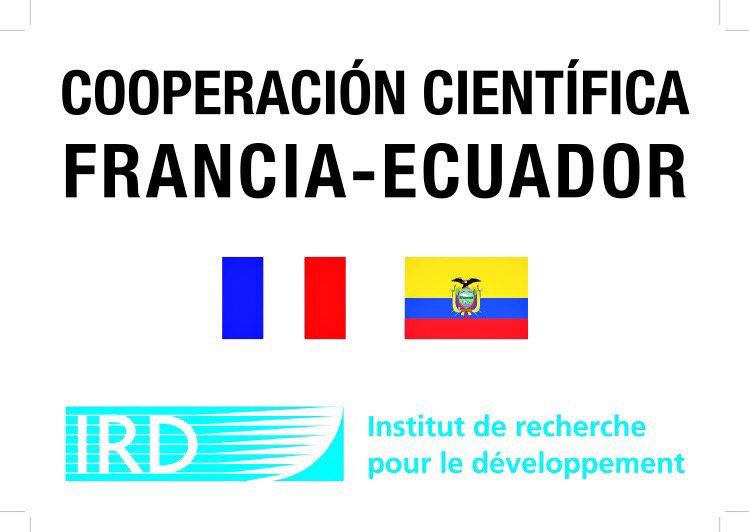 COOPERACIÓN CIENTÍFICA
FRANCIA-ECUADOR
IRD
Institut de recherche
pour le développement